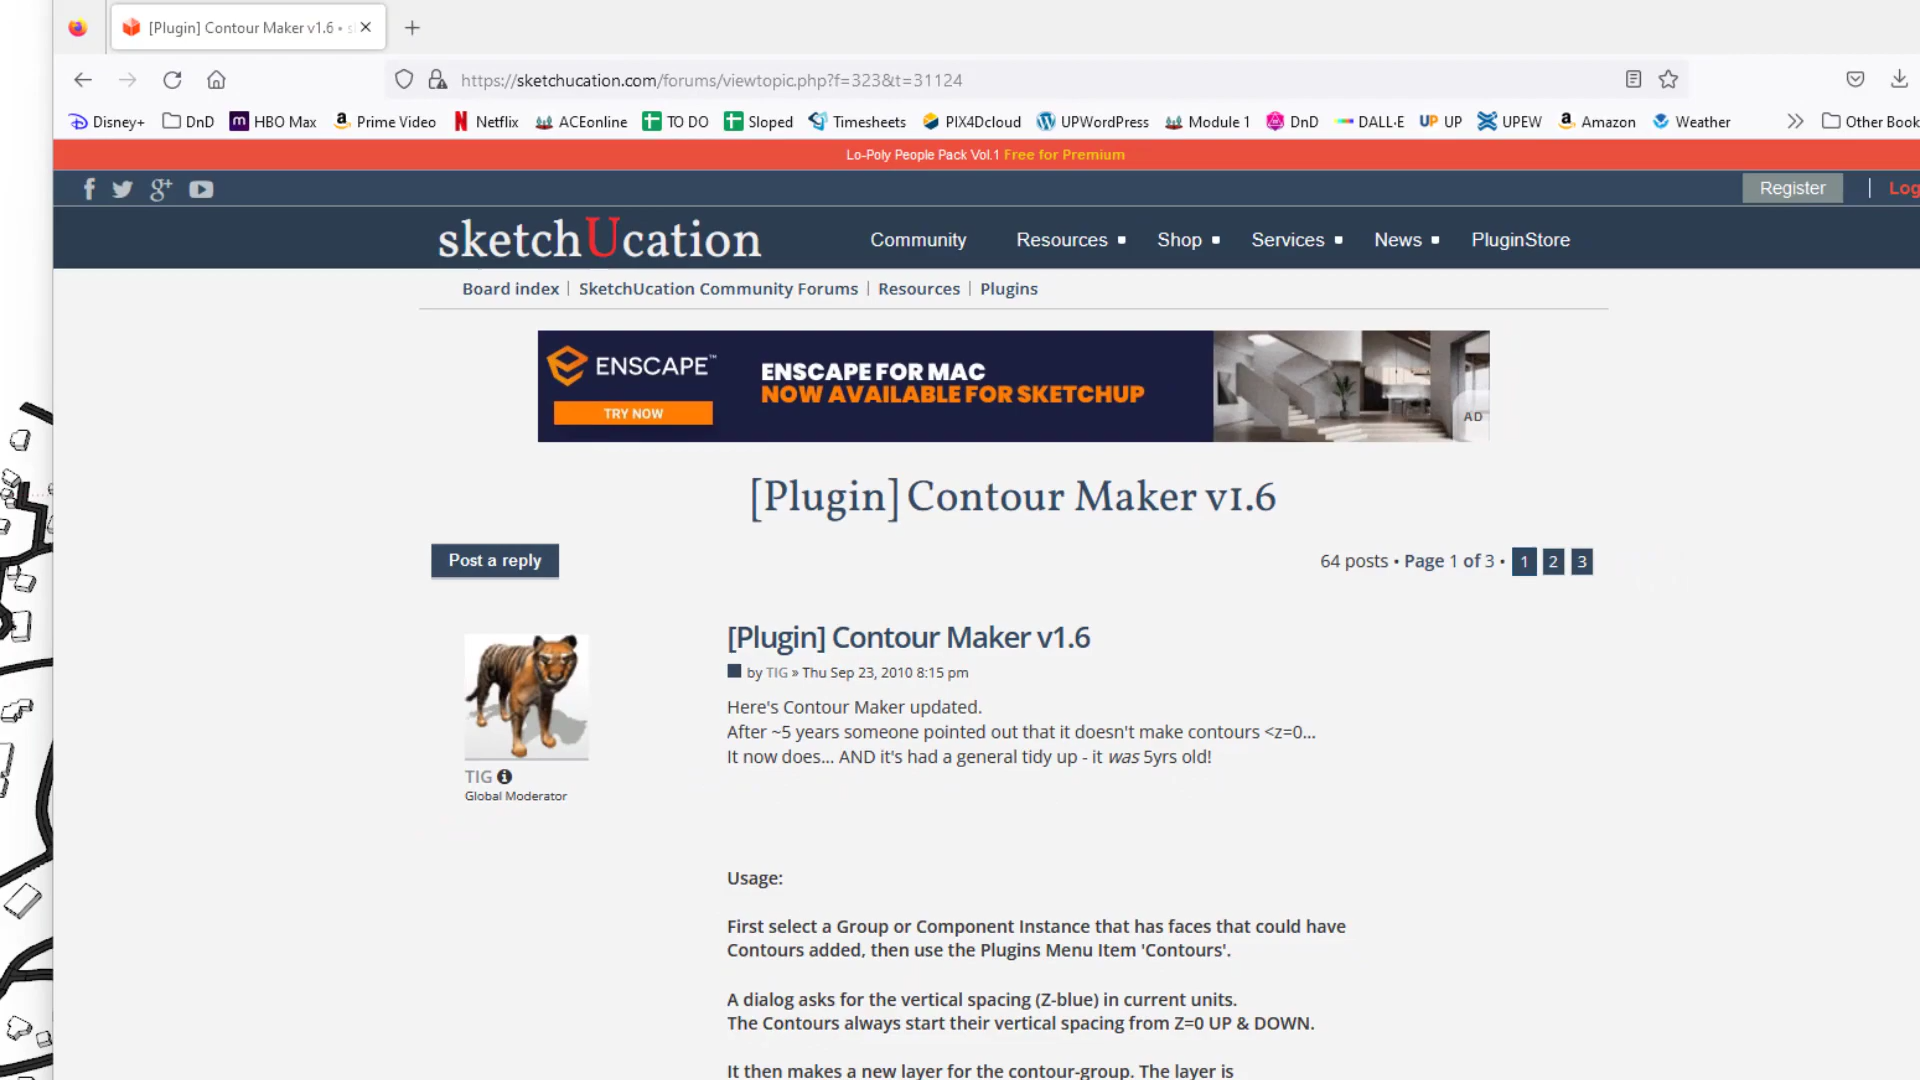 [Plugin] Contour Maker v1.6 •
https://sketchucation.com/forums/viewtopic.php?f=323&t=31124
Disney+ DnD HBO Max Prime Video Netflix ACEonline TO DO Sloped Timesheets PIX4Dcloud UPWordPress Module 1 DnD DALL·E UP UPEW Amazon Weather Other Book
Lo-Poly People Pack Vol.1 Free for Premium
Register | Log
sketchUcation Community Resources Shop Services News PluginStore
Board index | SketchUcation Community Forums | Resources | Plugins
ENSCAPE™
TRY NOW
ENSCAPE FOR MAC
NOW AVAILABLE FOR SKETCHUP
AD
[Plugin] Contour Maker v1.6
Post a reply
64 posts • Page 1 of 3 • 1 2 3
[Plugin] Contour Maker v1.6
by TIG » Thu Sep 23, 2010 8:15 pm
Here's Contour Maker updated.
After ~5 years someone pointed out that it doesn't make contours <z=0...
It now does... AND it's had a general tidy up - it was 5yrs old!
TIG
Global Moderator
Usage:
First select a Group or Component Instance that has faces that could have
Contours added, then use the Plugins Menu Item 'Contours'.
A dialog asks for the vertical spacing (Z-blue) in current units.
The Contours always start their vertical spacing from Z=0 UP & DOWN.
It then makes a new layer for the contour-group. The layer is